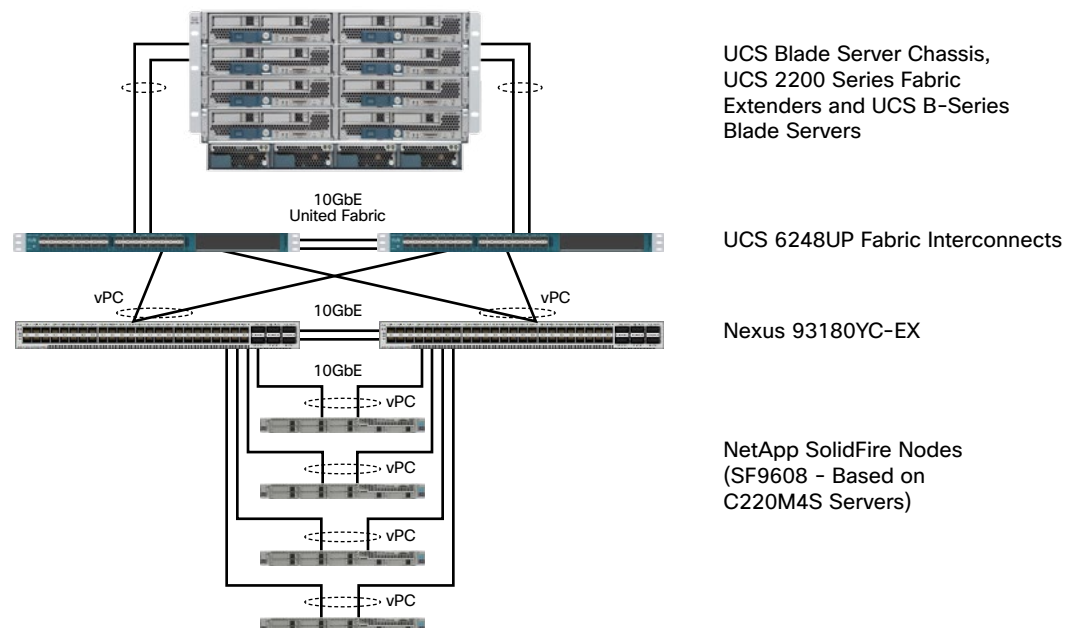 UCS Blade Server Chassis,
UCS 2200 Series Fabric
Extenders and UCS B-Series
Blade Servers
10GbE
United Fabric
UCS 6248UP Fabric Interconnects
vPC
10GbE
vPC
Nexus 93180YC-EX
10GbE
vPC
vPC
NetApp SolidFire Nodes
(SF9608 - Based on
C220M4S Servers)
vPC
vPC